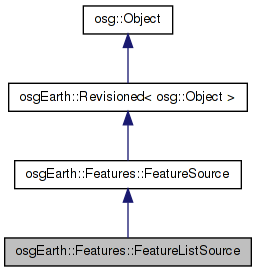 osg::Object
osgEarth::Revisioned< osg::Object >
osgEarth::Features::FeatureSource
osgEarth::Features::FeatureListSource